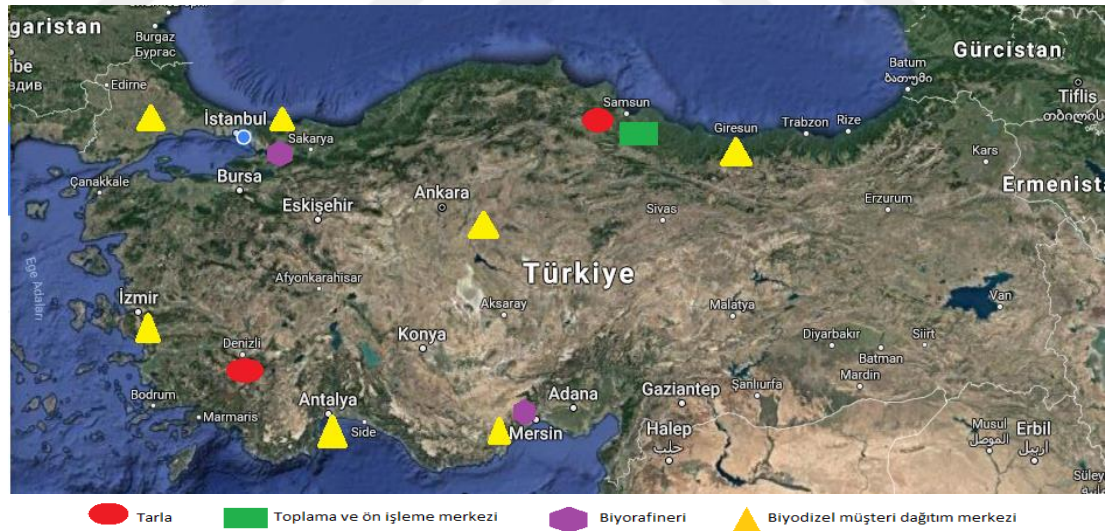 garistan
Burgaz
Бургас
Gürcistan
ibe
вдив
Edirne
Batum
ბათუმი
Tiflis
თბილისი
İstanbul
Sakarya
Samsun
Giresun
Trabzon
Rize
Kars
Çanakkale
Bursa
Eskişehir
Ankara
Sivas
Erzurum
Ermenista
Ege Adaları
Afyonkarahisar
Türkiye
İzmir
Aksaray
Malatya
Van
Denizli
Konya
Diyarbakır
Siirt
Batman
Mardin
Bodrum
Marmaris
Antalya
Side
Mersin
Adana
Gaziantep
Şanlıurfa
Halep
حلب
Musul
الموصل
Erbil
اربيل
Süley
Tarla
Toplama ve ön işleme merkezi
Biyorafineri
Biyodizel müşteri dağıtım merkezi